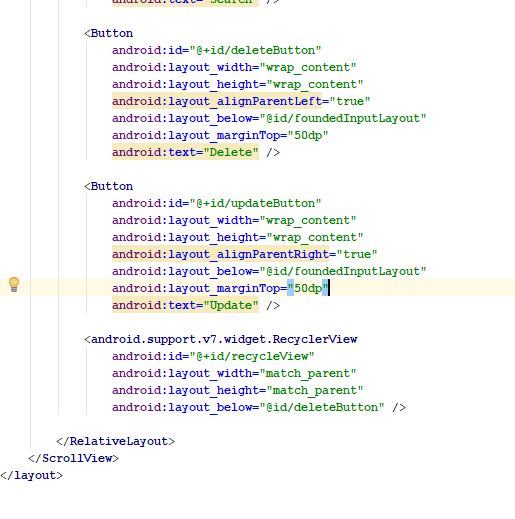 android:text="Search" />
<Button
android:id="@+id/deleteButton"
android:layout_width="wrap_content"
android:layout_height="wrap_content"
android:layout_alignParentLeft="true"
android:layout_below="@id/foundedInputLayout"
android:layout_marginTop="50dp"
android:text="Delete" />
<Button
android:id="@+id/updateButton"
android:layout_width="wrap_content"
android:layout_height="wrap_content"
android:layout_alignParentRight="true"
android:layout_below="@id/foundedInputLayout"
android:layout_marginTop="50dp"
android:text="Update" />
<android.support.v7.widget.RecyclerView
android:id="@+id/recycleView"
android:layout_width="match_parent"
android:layout_height="match_parent"
android:layout_below="@id/deleteButton" />
</RelativeLayout>
</ScrollView>
</layout>